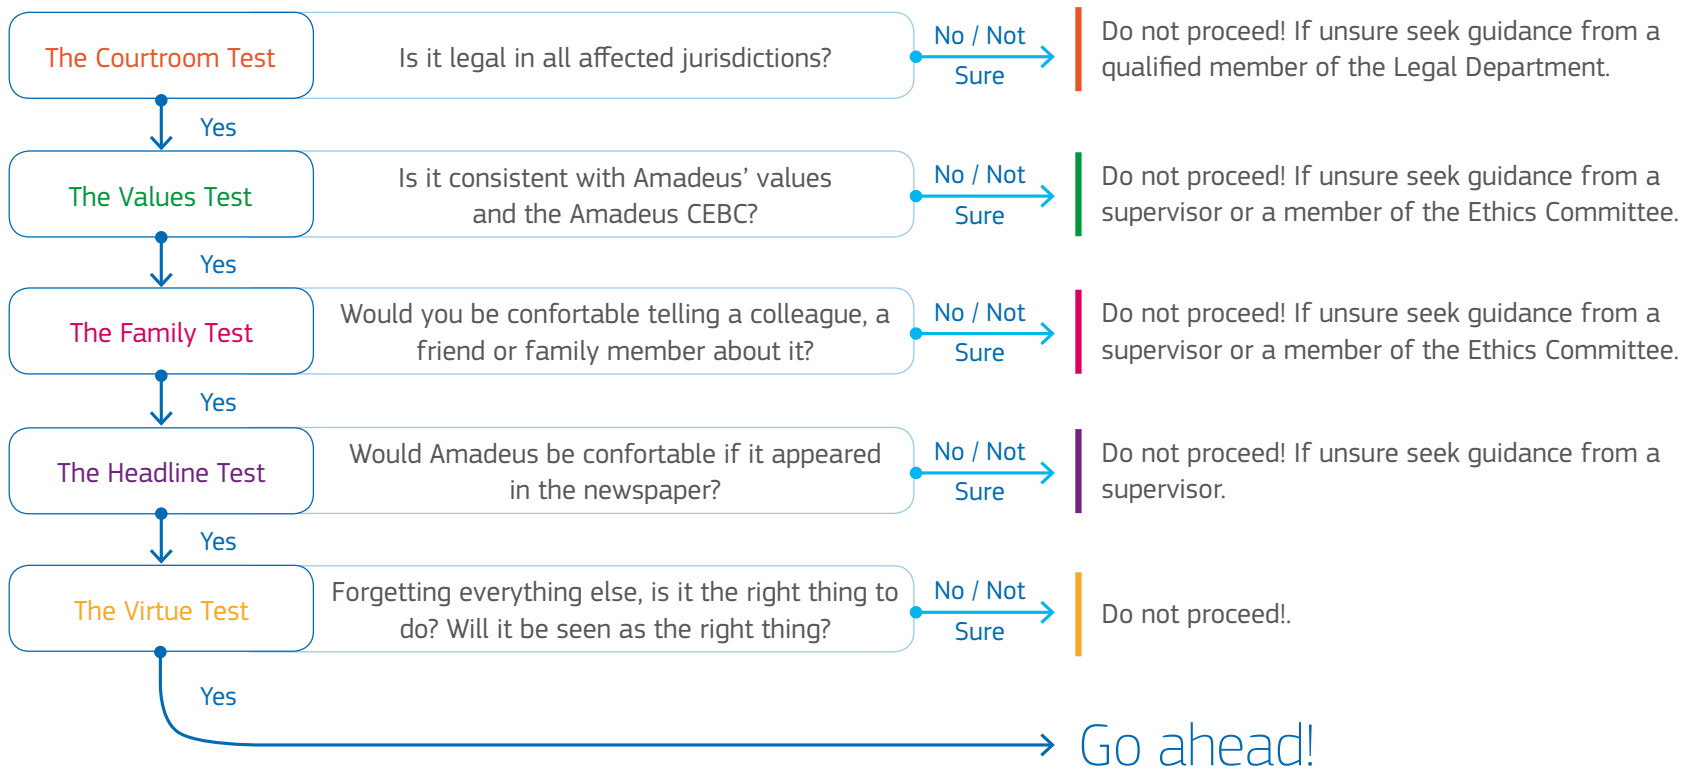 The Courtroom Test
Is it legal in all affected jurisdictions?
No / Not
Sure
Do not proceed! If unsure seek guidance from a
qualified member of the Legal Department.
Yes
The Values Test
Is it consistent with Amadeus’ values
and the Amadeus CEBC?
No / Not
Sure
Do not proceed! If unsure seek guidance from a
supervisor or a member of the Ethics Committee.
Yes
The Family Test
Would you be confortable telling a colleague, a
friend or family member about it?
No / Not
Sure
Do not proceed! If unsure seek guidance from a
supervisor or a member of the Ethics Committee.
Yes
The Headline Test
Would Amadeus be confortable if it appeared
in the newspaper?
No / Not
Sure
Do not proceed! If unsure seek guidance from a
supervisor.
Yes
The Virtue Test
Forgetting everything else, is it the right thing to
do? Will it be seen as the right thing?
No / Not
Sure
Do not proceed!.
Yes
Go ahead!